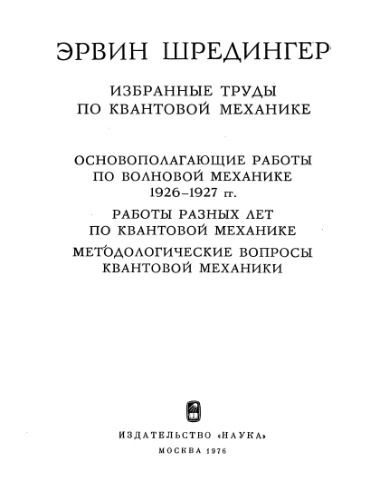 ЭРВИН ШРЕДИНГЕР
ИЗБРАННЫЕ ТРУДЫ
ПО КВАНТОВОЙ МЕХАНИКЕ
ОСНОВОПОЛАГАЮЩИЕ РАБОТЫ
ПО ВОЛНОВОЙ МЕХАНИКЕ
1926–1927 гг.
РАБОТЫ РАЗНЫХ ЛЕТ
ПО КВАНТОВОЙ МЕХАНИКЕ
МЕТОДОЛОГИЧЕСКИЕ ВОПРОСЫ
КВАНТОВОЙ МЕХАНИКИ
ИЗДАТЕЛЬСТВО «НАУКА»
МОСКВА 1976